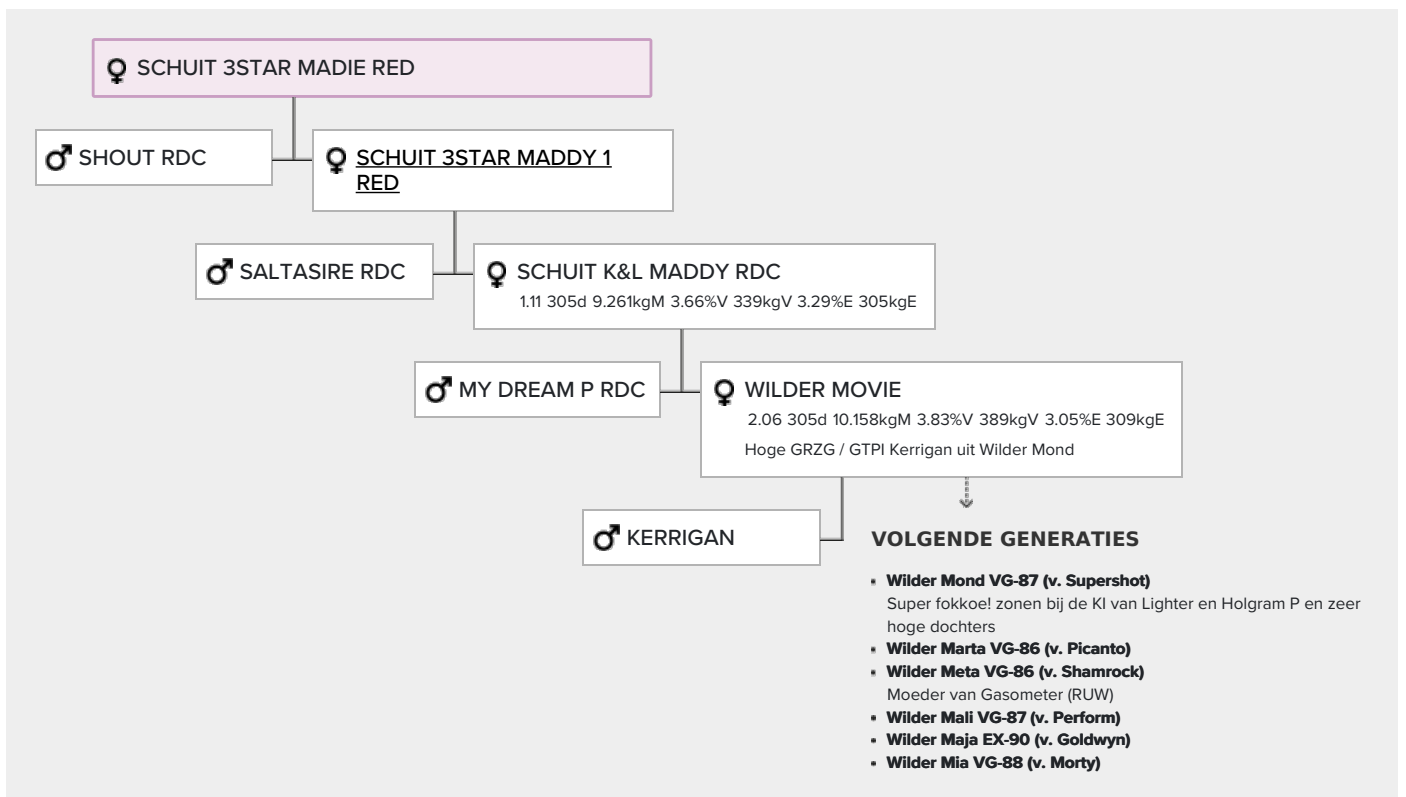 SCHUIT 3STAR MADIE RED
SHOUT RDC
SCHUIT 3STAR MADDY 1
RED
SALTASIRE RDC
SCHUIT K&L MADDY RDC
1.11 305d 9.261kgM 3.66%V 339kgV 3.29%E 305kgE
MY DREAM P RDC
WILDER MOVIE
2.06 305d 10.158kgM 3.83%V 389kgV 3.05%E 309kgE
Hoge GRZG / GTPI Kerrigan uit Wilder Mond
KERRIGAN
VOLGENDE GENERATIES
Wilder Mond VG-87 (v. Supershot)
Super fokkoe! zonen bij de KI van Lighter en Holgram P en zeer
hoge dochters
Wilder Marta VG-86 (v. Picanto)
Wilder Meta VG-86 (v. Shamrock)
Moeder van Gasometer (RUW)
Wilder Mali VG-87 (v. Perform)
Wilder Maja EX-90 (v. Goldwyn)
Wilder Mia VG-88 (v. Morty)